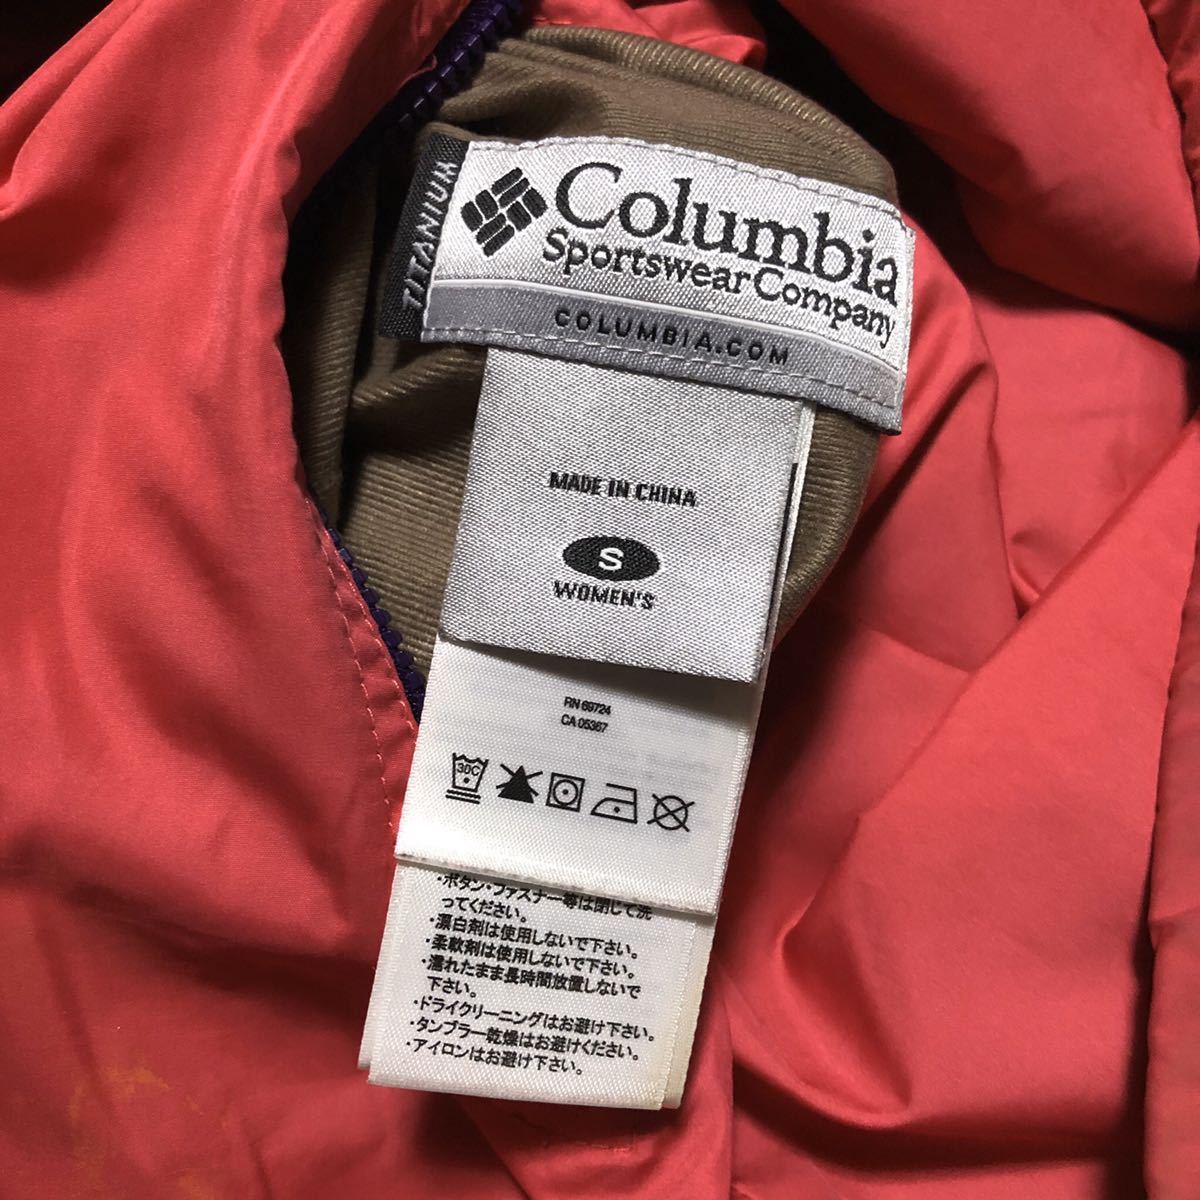 TITANIUM
Columbia
Sportswear Company
COLUMBIA.COM
MADE IN CHINA
S
WOMEN'S
RN 69724
CA 05367
30C
・ボタン・ファスナー等は閉じて洗
ってください。
・漂白剤は使用しないで下さい。
・柔軟剤は使用しないで下さい。
・濡れたまま長時間放置しないで
下さい。
・ドライクリーニングはお避け下さい。
・タンブラー乾燥はお避けください。
・アイロンはお避け下さい。